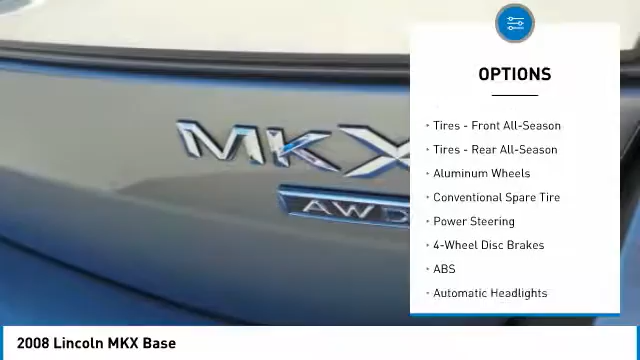 MKX
AWD
OPTIONS
Tires - Front All-Season
Tires - Rear All-Season
Aluminum Wheels
Conventional Spare Tire
Power Steering
4-Wheel Disc Brakes
ABS
Automatic Headlights
2008 Lincoln MKX Base